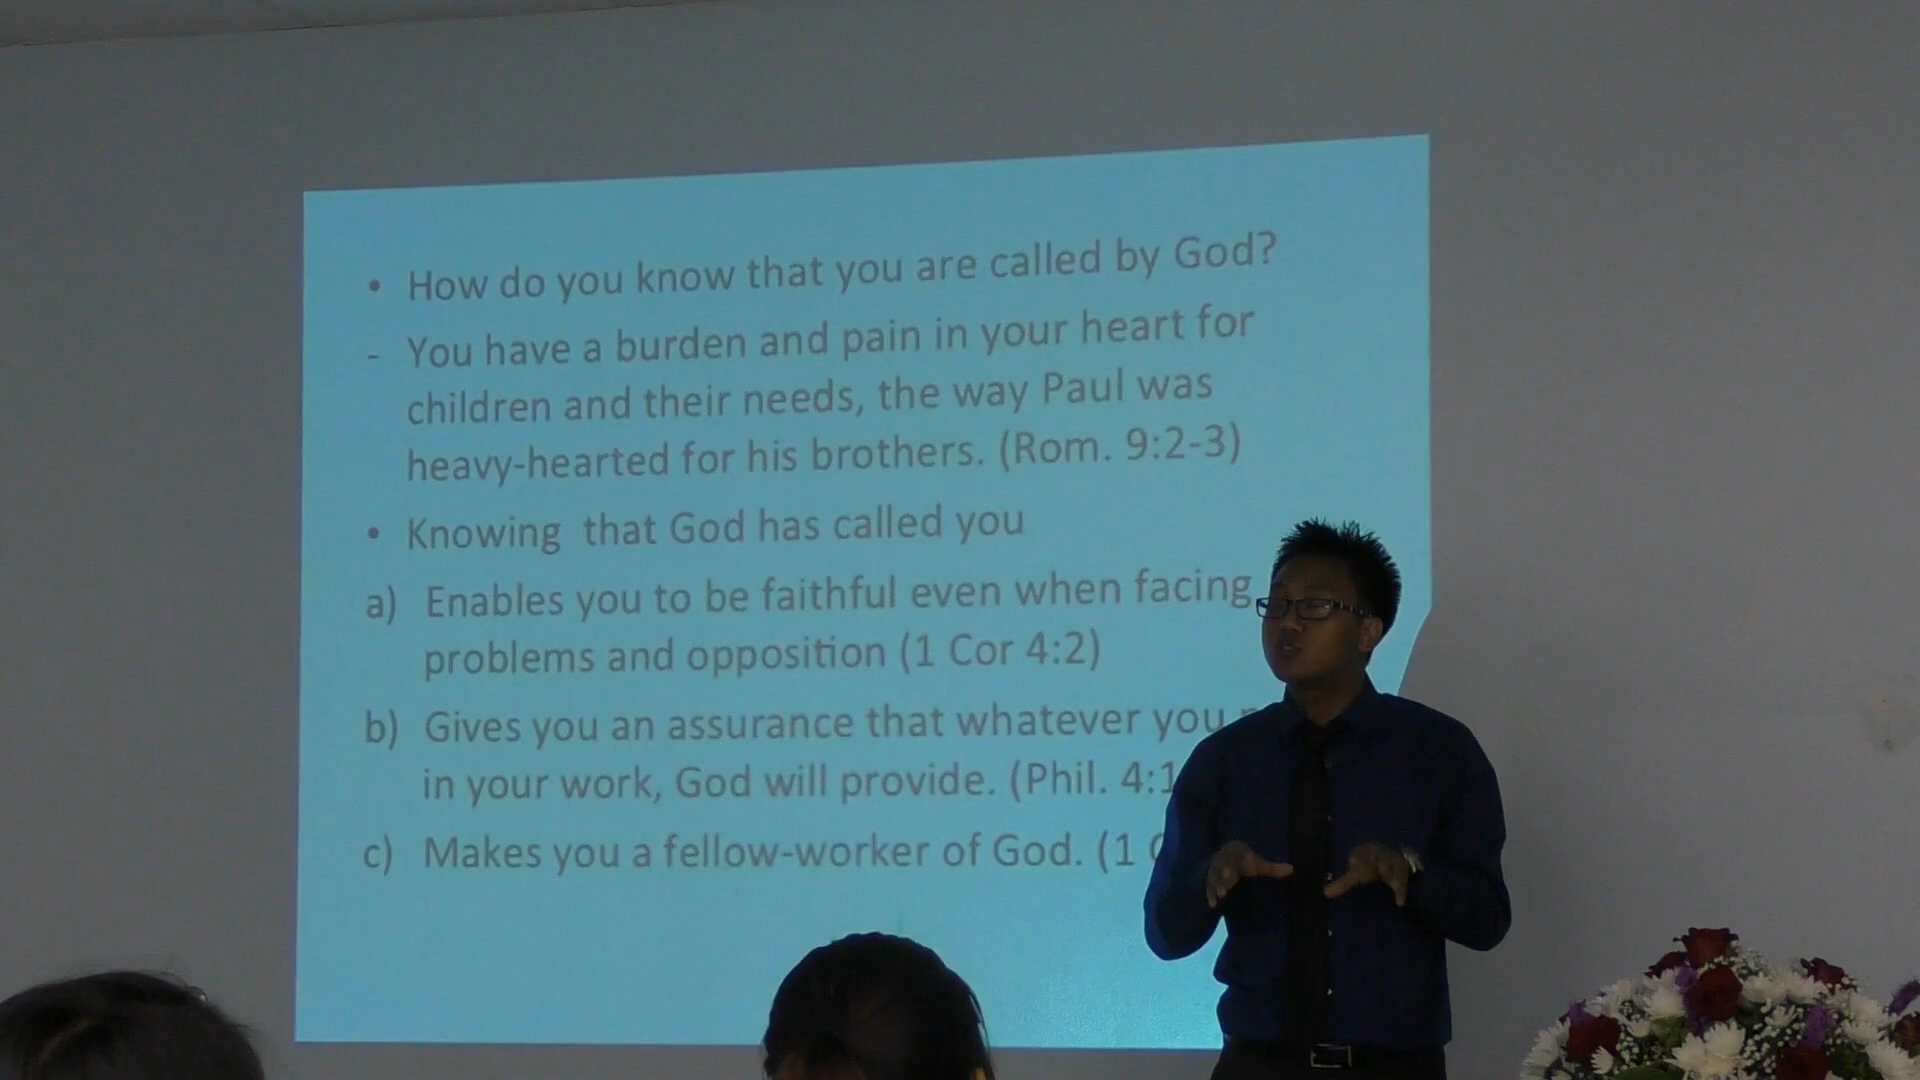 • How do you know that you are called by God?
- You have a burden and pain in your heart for
children and their needs, the way Paul was
heavy-hearted for his brothers. (Rom. 9:2-3)
• Knowing that God has called you
a) Enables you to be faithful even when facing
problems and opposition (1 Cor 4:2)
b) Gives you an assurance that whatever you
in your work, God will provide. (Phil. 4:1
c) Makes you a fellow-worker of God. (1